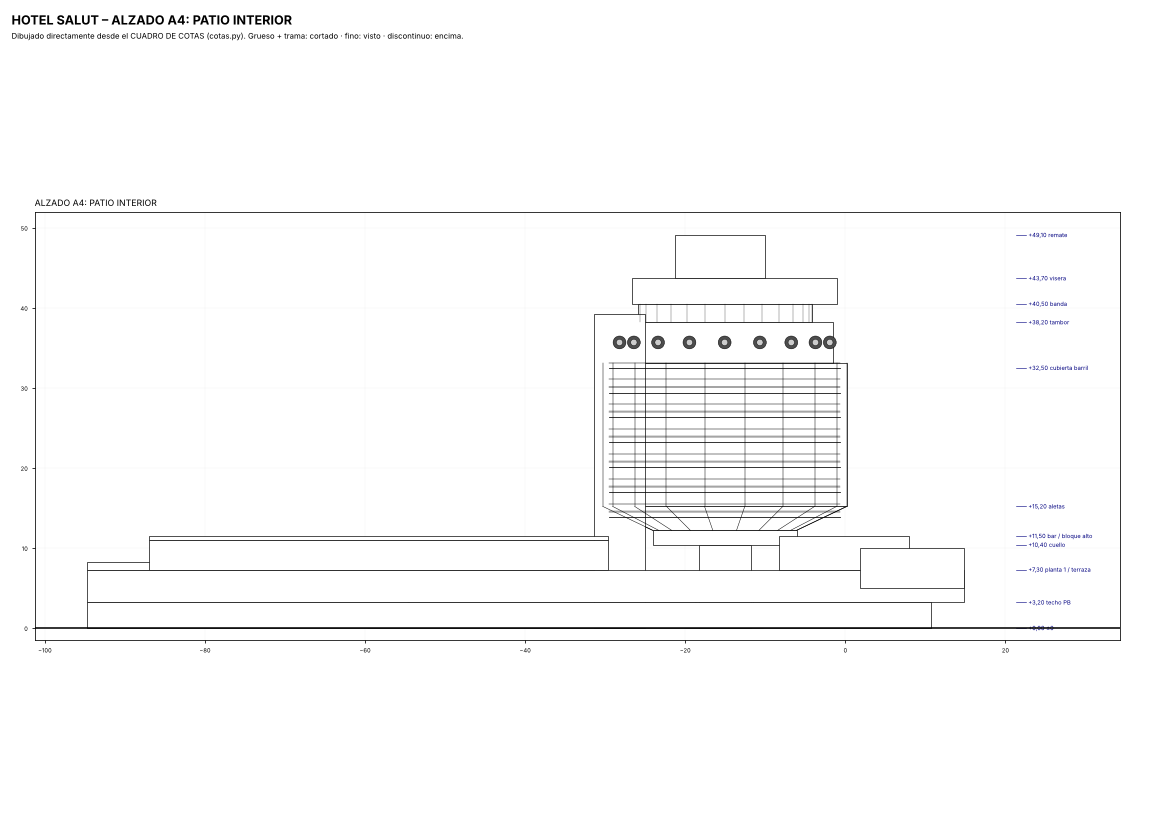 HOTEL SALUT – ALZADO A4: PATIO INTERIOR
Dibujado directamente desde el CUADRO DE COTAS (cotas.py). Grueso + trama: cortado · fino: visto · discontinuo: encima.
ALZADO A4: PATIO INTERIOR
50
+49,10 remate
+43,70 visera
40
+40,50 banda
+38,20 tambor
+32,50 cubierta barril
30
20
+15,20 aletas
+11,50 bar / bloque alto
10
+10,40 cuello
+7,30 planta 1 / terraza
+3,20 techo PB
0
−100
−80
−60
−40
−20
0
20